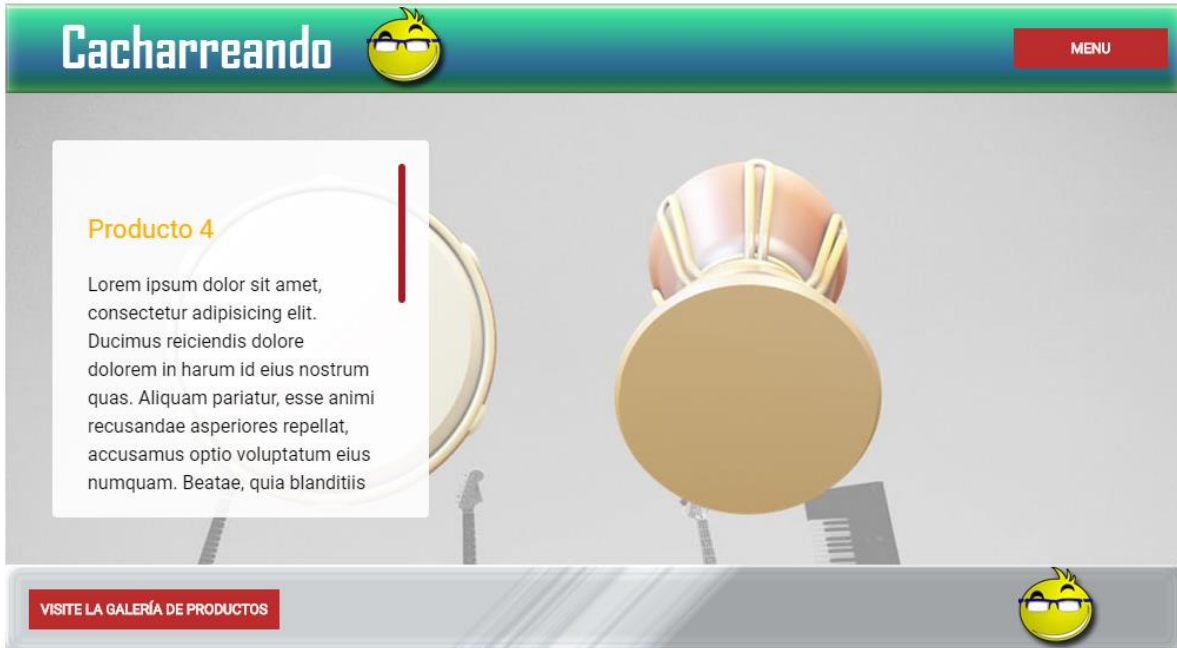 Cacharreando
MENU
Producto 4
Lorem ipsum dolor sit amet,
consectetur adipisicing elit.
Ducimus reiciendis dolore
dolorem in harum id eius nostrum
quas. Aliquam pariatur, esse animi
recusandae asperiores repellat,
accusamus optio voluptatum eius
numquam. Beatae, quia blanditiis
VISITE LA GALERÍA DE PRODUCTOS